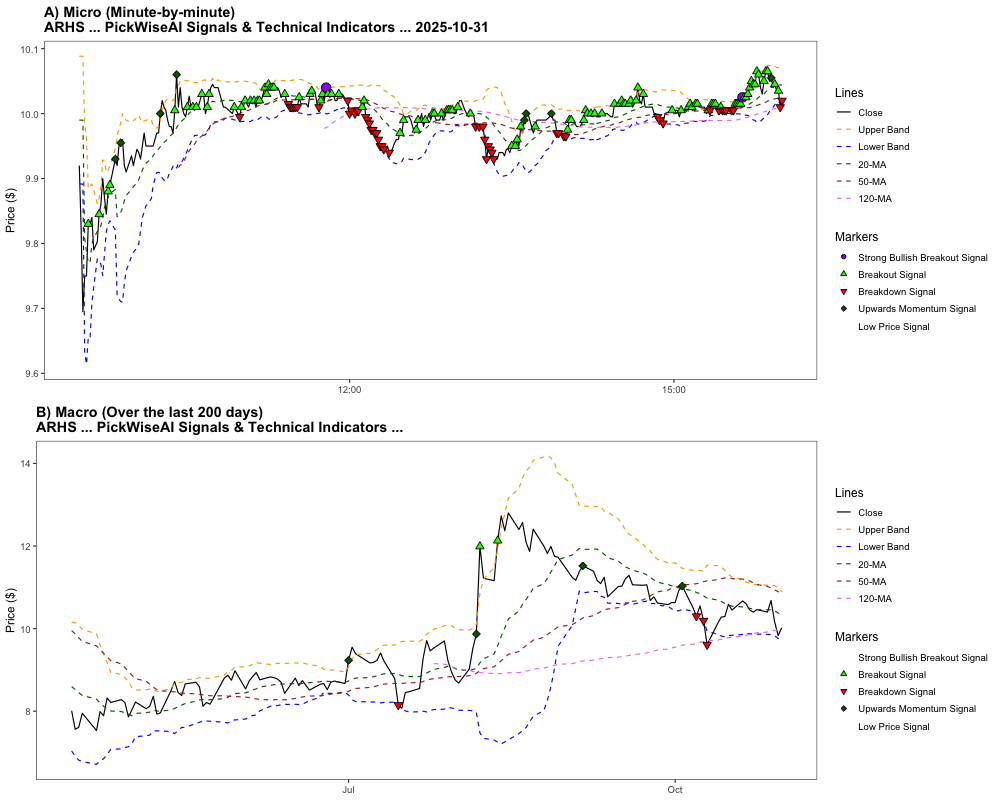 A) Micro (Minute-by-minute)
ARHS ... PickWiseAI Signals & Technical Indicators ... 2025-10-31
10.1
10.0
9.9
9.8
9.7
9.6
Price ($)
12:00
15:00
Lines
Close
Upper Band
Lower Band
20-MA
50-MA
120-MA
Markers
Strong Bullish Breakout Signal
Breakout Signal
Breakdown Signal
Upwards Momentum Signal
Low Price Signal
B) Macro (Over the last 200 days)
ARHS ... PickWiseAI Signals & Technical Indicators ...
14
12
10
8
Price ($)
Jul
Oct
Lines
Close
Upper Band
Lower Band
20-MA
50-MA
120-MA
Markers
Strong Bullish Breakout Signal
Breakout Signal
Breakdown Signal
Upwards Momentum Signal
Low Price Signal